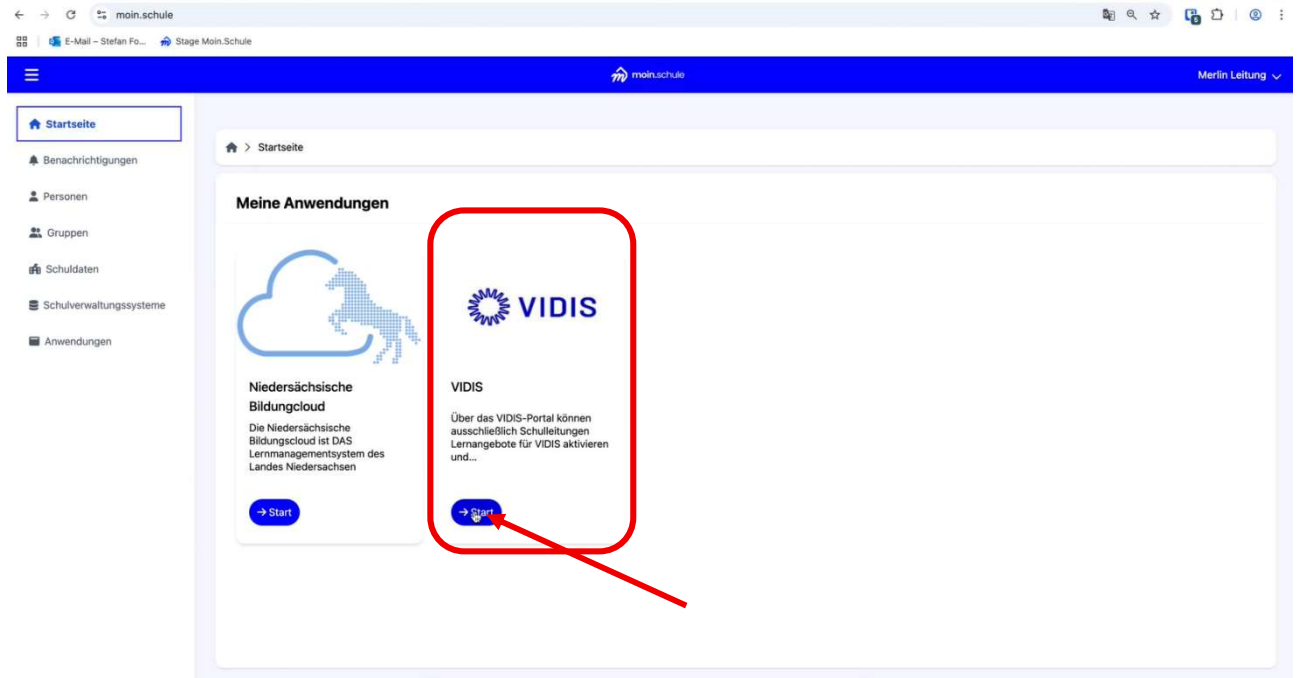 moin.schule
E-Mail – Stefan Fo...
Stage Moin.Schule
moin.schule
Merlin Leitung
Startseite
Benachrichtigungen
Personen
Gruppen
Schuldaten
Schulverwaltungssysteme
Anwendungen
> Startseite
Meine Anwendungen
Niedersächsische
Bildungcloud
Die Niedersächsische
Bildungscloud ist DAS
Lernmanagementsystem des
Landes Niedersachsen
→ Start
VIDIS
VIDIS
Über das VIDIS-Portal können
ausschließlich Schulleitungen
Lernangebote für VIDIS aktivieren
und...
→ Start